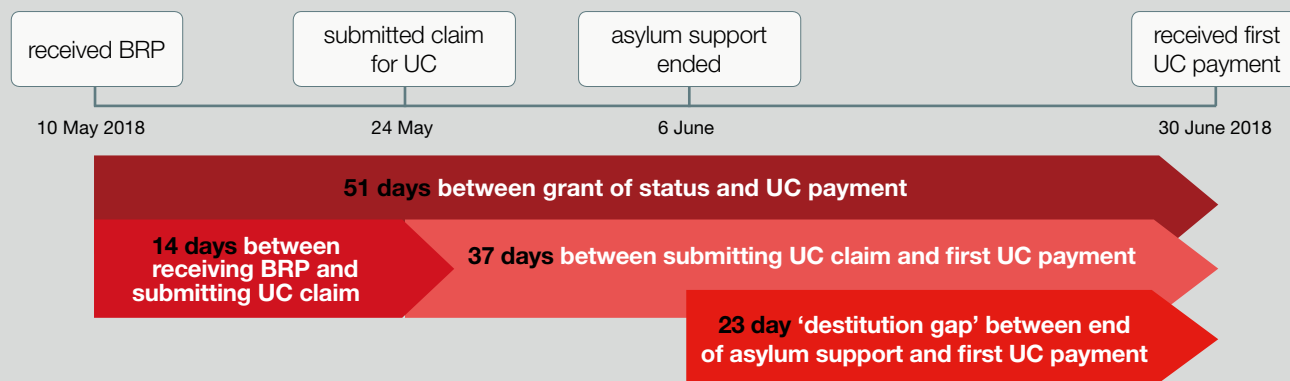 received BRP
submitted claim
for UC
asylum support
ended
received first
UC payment
10 May 2018
24 May
6 June
30 June 2018
51 days between grant of status and UC payment
14 days between
receiving BRP and
submitting UC claim
37 days between submitting UC claim and first UC payment
23 day ‘destitution gap’ between end
of asylum support and first UC payment